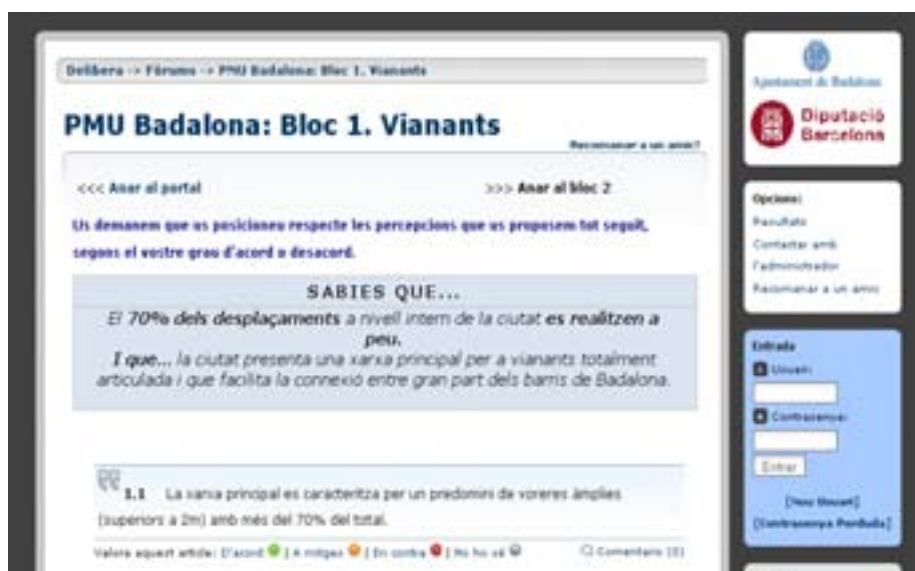 Delibera -> Fòrums -> PMU Badalona: Bloc 1. Vianants
PMU Badalona: Bloc 1. Vianants
Recomanar a un amic?
<<< Anar al portal
>>> Anar al bloc 2
Us demanem que us posicioneu respecte les percepcions que us proposem tot seguit,
segons el vostre grau d'acord o desacord.
SABIES QUE...
El 70% dels desplaçaments a nivell intern de la ciutat es realitzen a
peu.
I que... la ciutat presenta una xarxa principal per a vianants totalment
articulada i que facilita la connexió entre gran part dels barris de Badalona.
1.1 La xarxa principal es caracteritza per un predomini de voreres àmplies
(superiors a 2m) amb més del 70% del total.
Valora aquest article: D'acord | A mitges | En contra | No ho sé
Comentaris (0)
Ajuntament de Badalona
Diputació
Barcelona
Opcions:
Resultats
Contactar amb
l'administrador
Recomanar a un amic
Entrada
Usuari:
Contrasenya:
Entrar
[Nou Usuari]
[Contrasenya Perduda]